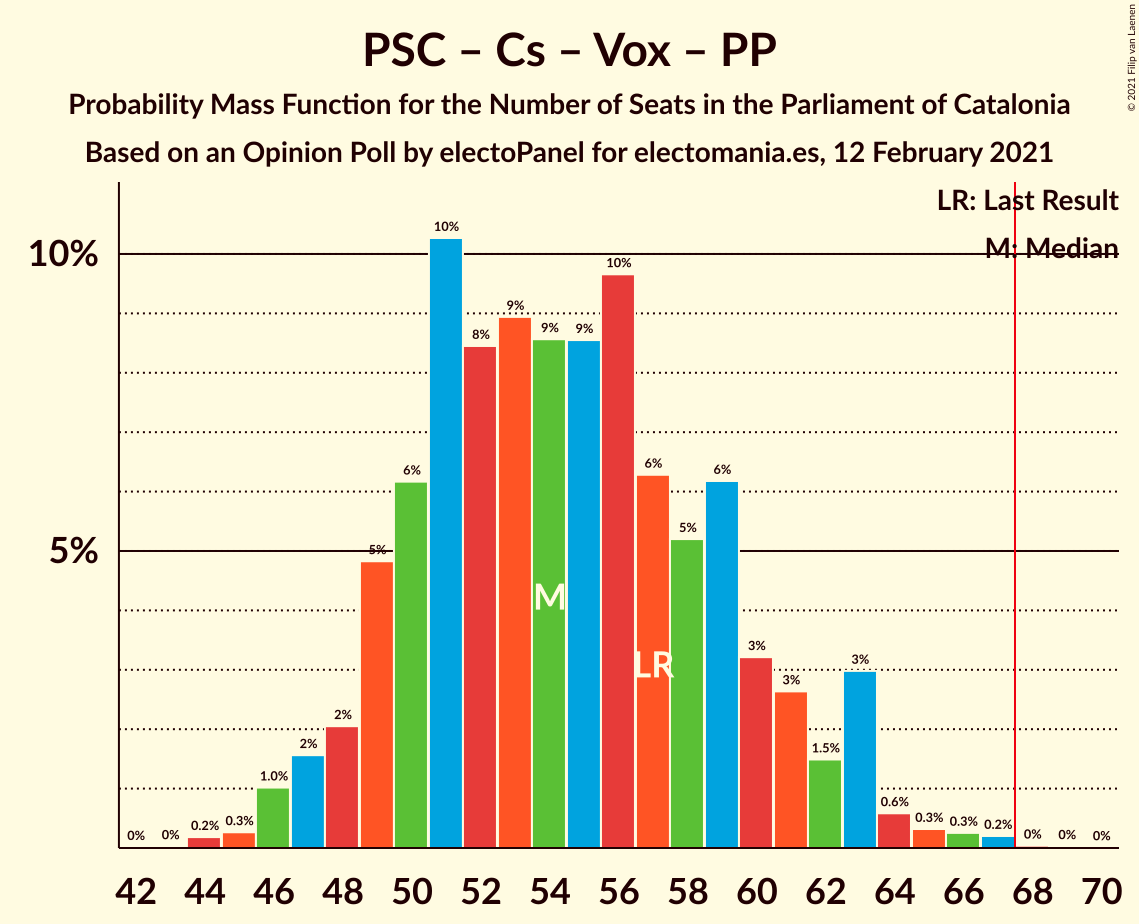 PSC – Cs – Vox – PP
Probability Mass Function for the Number of Seats in the Parliament of Catalonia
Based on an Opinion Poll by electoPanel for electomania.es, 12 February 2021
© 2021 Filip van Laenen
LR: Last Result
M: Median
10%
5%
0% 0% 0.2% 0.3% 1.0% 2% 2% 5% 6% 10% 8% 9% 9% 9% 10% 6% 5% 6% 3% 3% 1.5% 3% 0.6% 0.3% 0.3% 0.2% 0% 0% 0%
M
LR
42 44 46 48 50 52 54 56 58 60 62 64 66 68 70